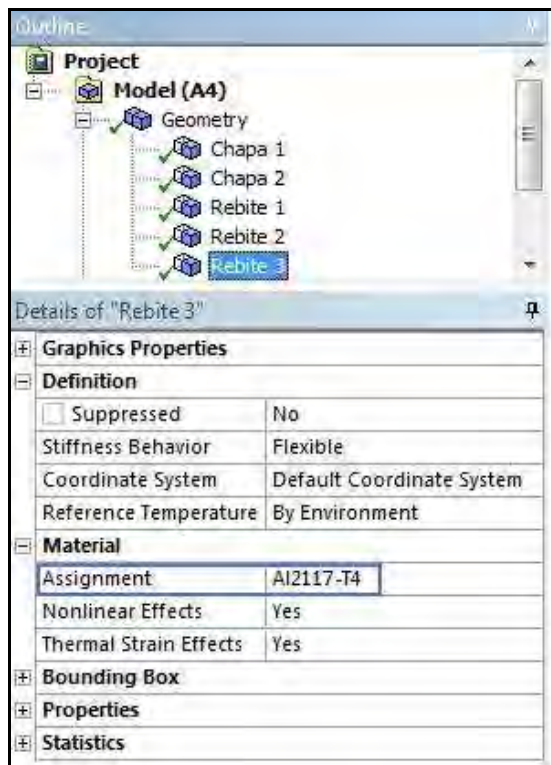 Outline
Project
Model (A4)
Geometry
Chapa 1
Chapa 2
Rebite 1
Rebite 2
Rebite 3
Details of "Rebite 3"
Graphics Properties
Definition
Suppressed No
Stiffness Behavior Flexible
Coordinate System Default Coordinate System
Reference Temperature By Environment
Material
Assignment Al2117-T4
Nonlinear Effects Yes
Thermal Strain Effects Yes
Bounding Box
Properties
Statistics